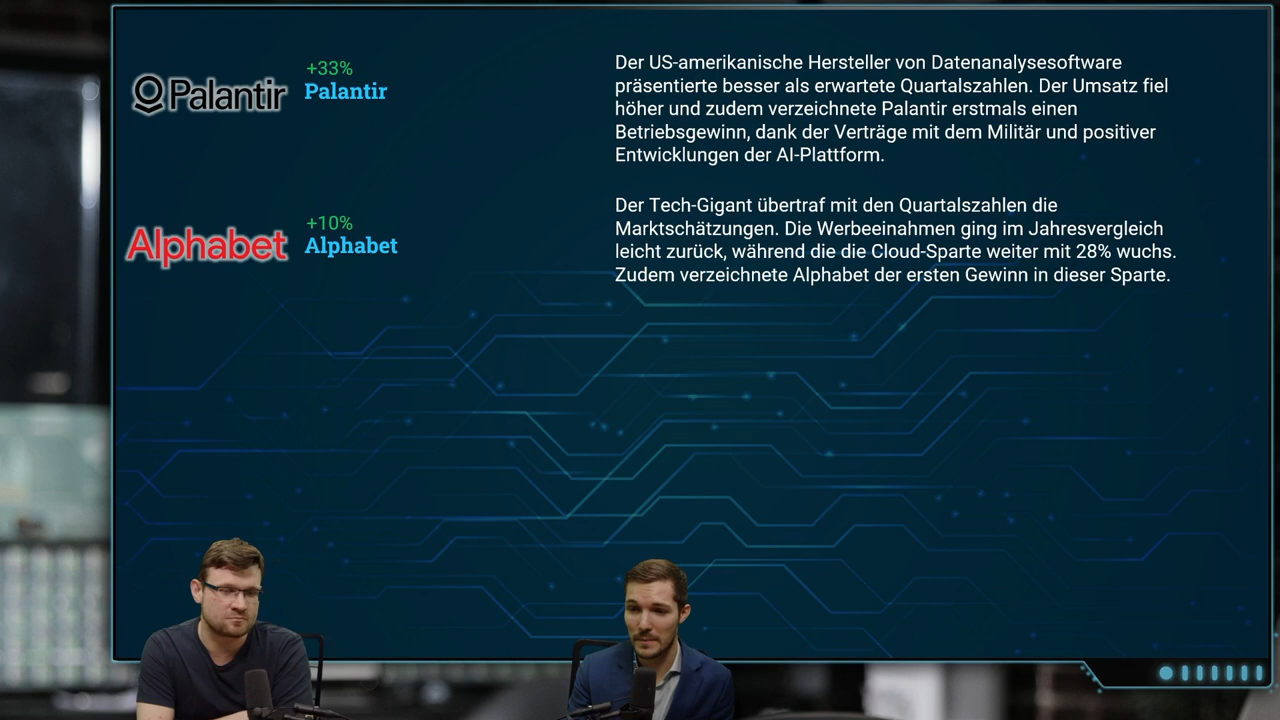 Palantir
+33%
Palantir
Der US-amerikanische Hersteller von Datenanalysesoftware
präsentierte besser als erwartete Quartalszahlen. Der Umsatz fiel
höher und zudem verzeichnete Palantir erstmals einen
Betriebsgewinn, dank der Verträge mit dem Militär und positiver
Entwicklungen der AI-Plattform.
Alphabet
+10%
Alphabet
Der Tech-Gigant übertraf mit den Quartalszahlen die
Marktschätzungen. Die Werbeeinahmen ging im Jahresvergleich
leicht zurück, während die die Cloud-Sparte weiter mit 28% wuchs.
Zudem verzeichnete Alphabet der ersten Gewinn in dieser Sparte.